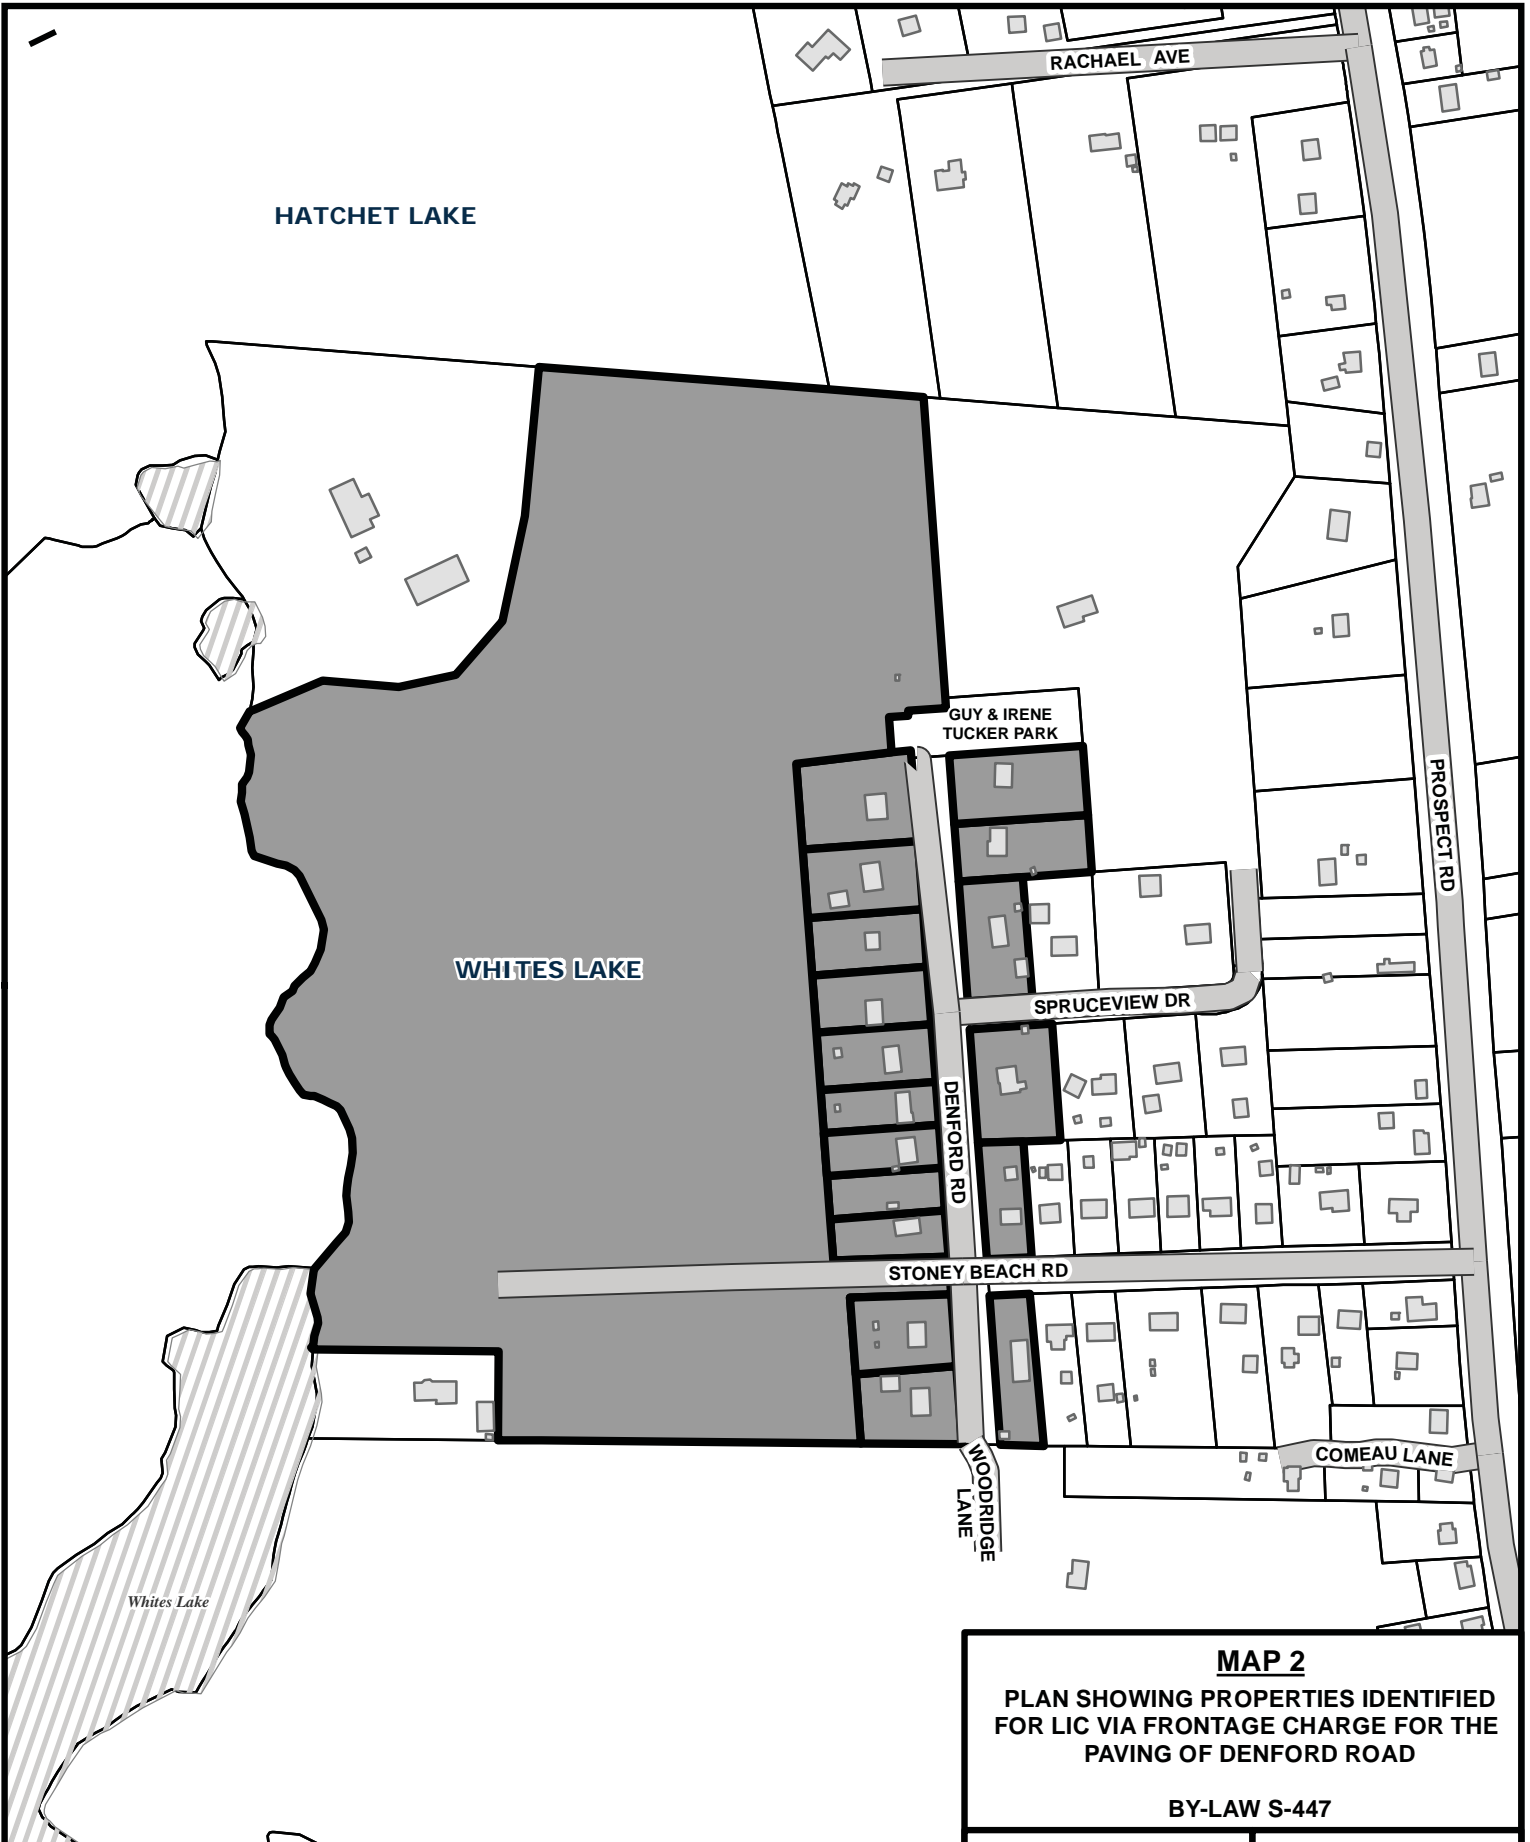 RACHAEL AVE
HATCHET LAKE
GUY & IRENE
TUCKER PARK
PROSPECT RD
WHITES LAKE
SPRUCEVIEW DR
DENFORD RD
STONEY BEACH RD
COMEAU LANE
WOODRIDGE
LANE
Whites Lake
MAP 2
PLAN SHOWING PROPERTIES IDENTIFIED
FOR LIC VIA FRONTAGE CHARGE FOR THE
PAVING OF DENFORD ROAD
BY-LAW S-447